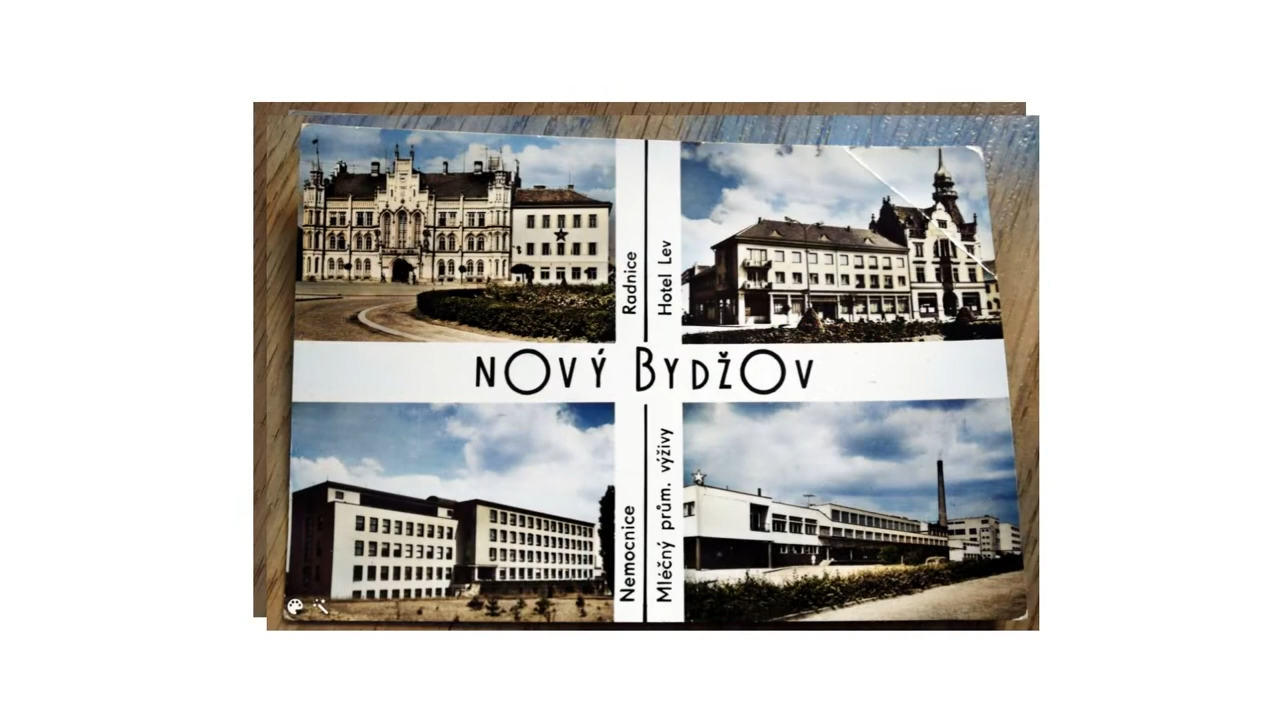 Radnice
Hotel Lev
NOVÝ BYDŽOV
Nemocnice
Mléčný prům. výživy